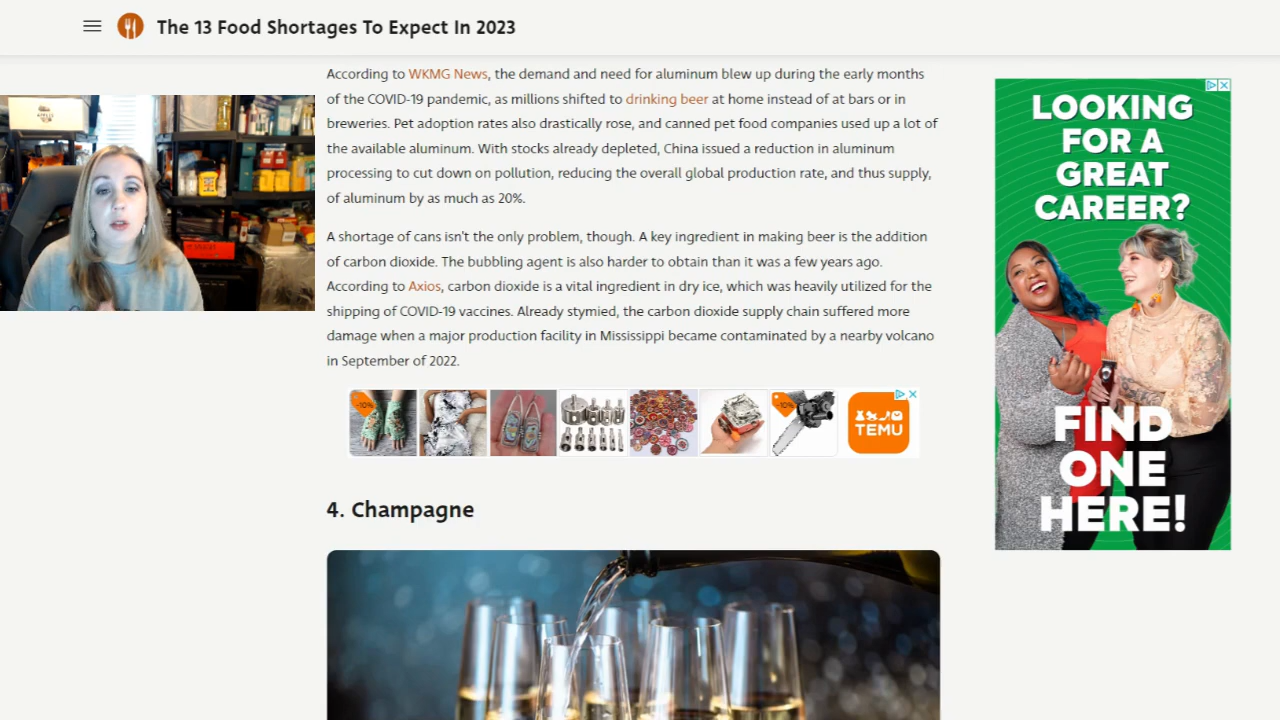 The 13 Food Shortages To Expect In 2023
According to WKMG News, the demand and need for aluminum blew up during the early months
of the COVID-19 pandemic, as millions shifted to drinking beer at home instead of at bars or in
breweries. Pet adoption rates also drastically rose, and canned pet food companies used up a lot of
the available aluminum. With stocks already depleted, China issued a reduction in aluminum
processing to cut down on pollution, reducing the overall global production rate, and thus supply,
of aluminum by as much as 20%.
A shortage of cans isn't the only problem, though. A key ingredient in making beer is the addition
of carbon dioxide. The bubbling agent is also harder to obtain than it was a few years ago.
According to Axios, carbon dioxide is a vital ingredient in dry ice, which was heavily utilized for the
shipping of COVID-19 vaccines. Already stymied, the carbon dioxide supply chain suffered more
damage when a major production facility in Mississippi became contaminated by a nearby volcano
in September of 2022.
-10%
-10%
TEMU
4. Champagne
LOOKING
FOR A
GREAT
CAREER?
FIND
ONE
HERE!